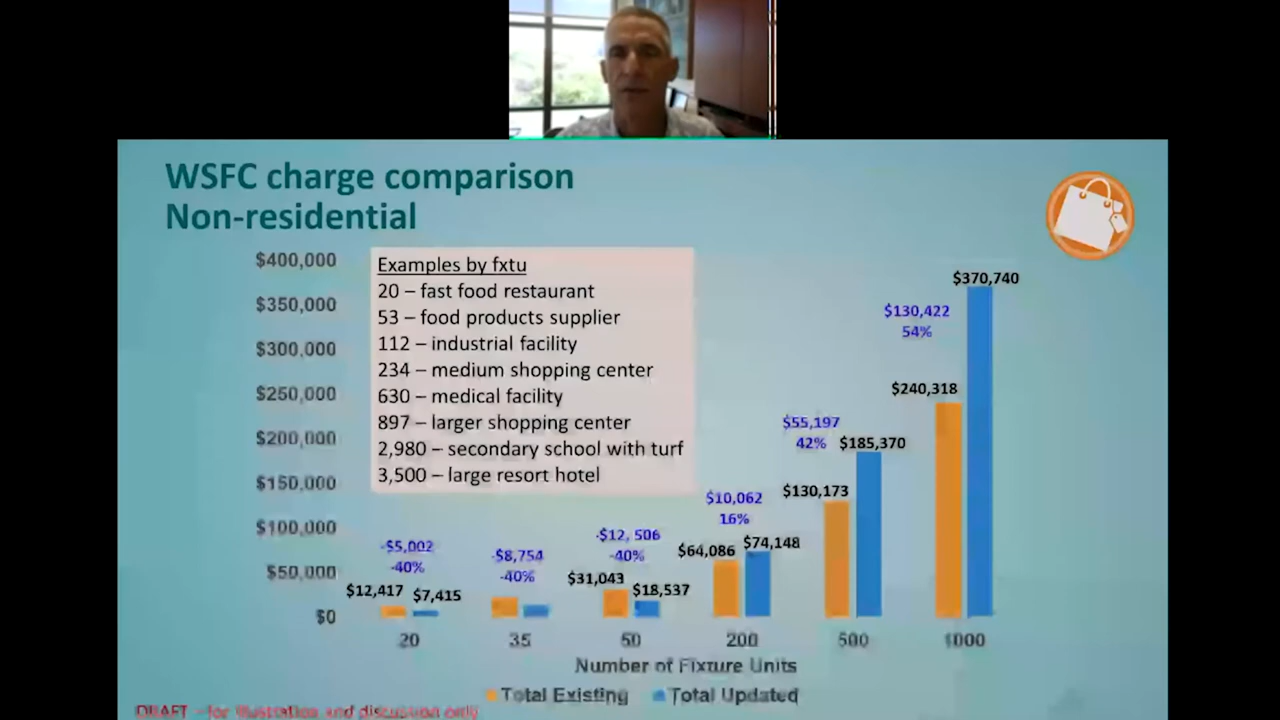 WSFC charge comparison
Non-residential
$400,000
$350,000
$300,000
$250,000
$200,000
$150,000
$100,000
$50,000
$0
Examples by fxtu
20 – fast food restaurant
53 – food products supplier
112 – industrial facility
234 – medium shopping center
630 – medical facility
897 – larger shopping center
2,980 – secondary school with turf
3,500 – large resort hotel
-$5,002
-40%
$12,417 $7,415
-$8,754
-40%
-$12, 506
-40%
$31,043
$18,537
$10,062
16%
$64,086 $74,148
$55,197
42%
$185,370
$130,173
$130,422
54%
$370,740
$240,318
20 35 50 200 500 1000
Number of Fixture Units
Total Existing Total Updated
DRAFT – for illustration and discussion only